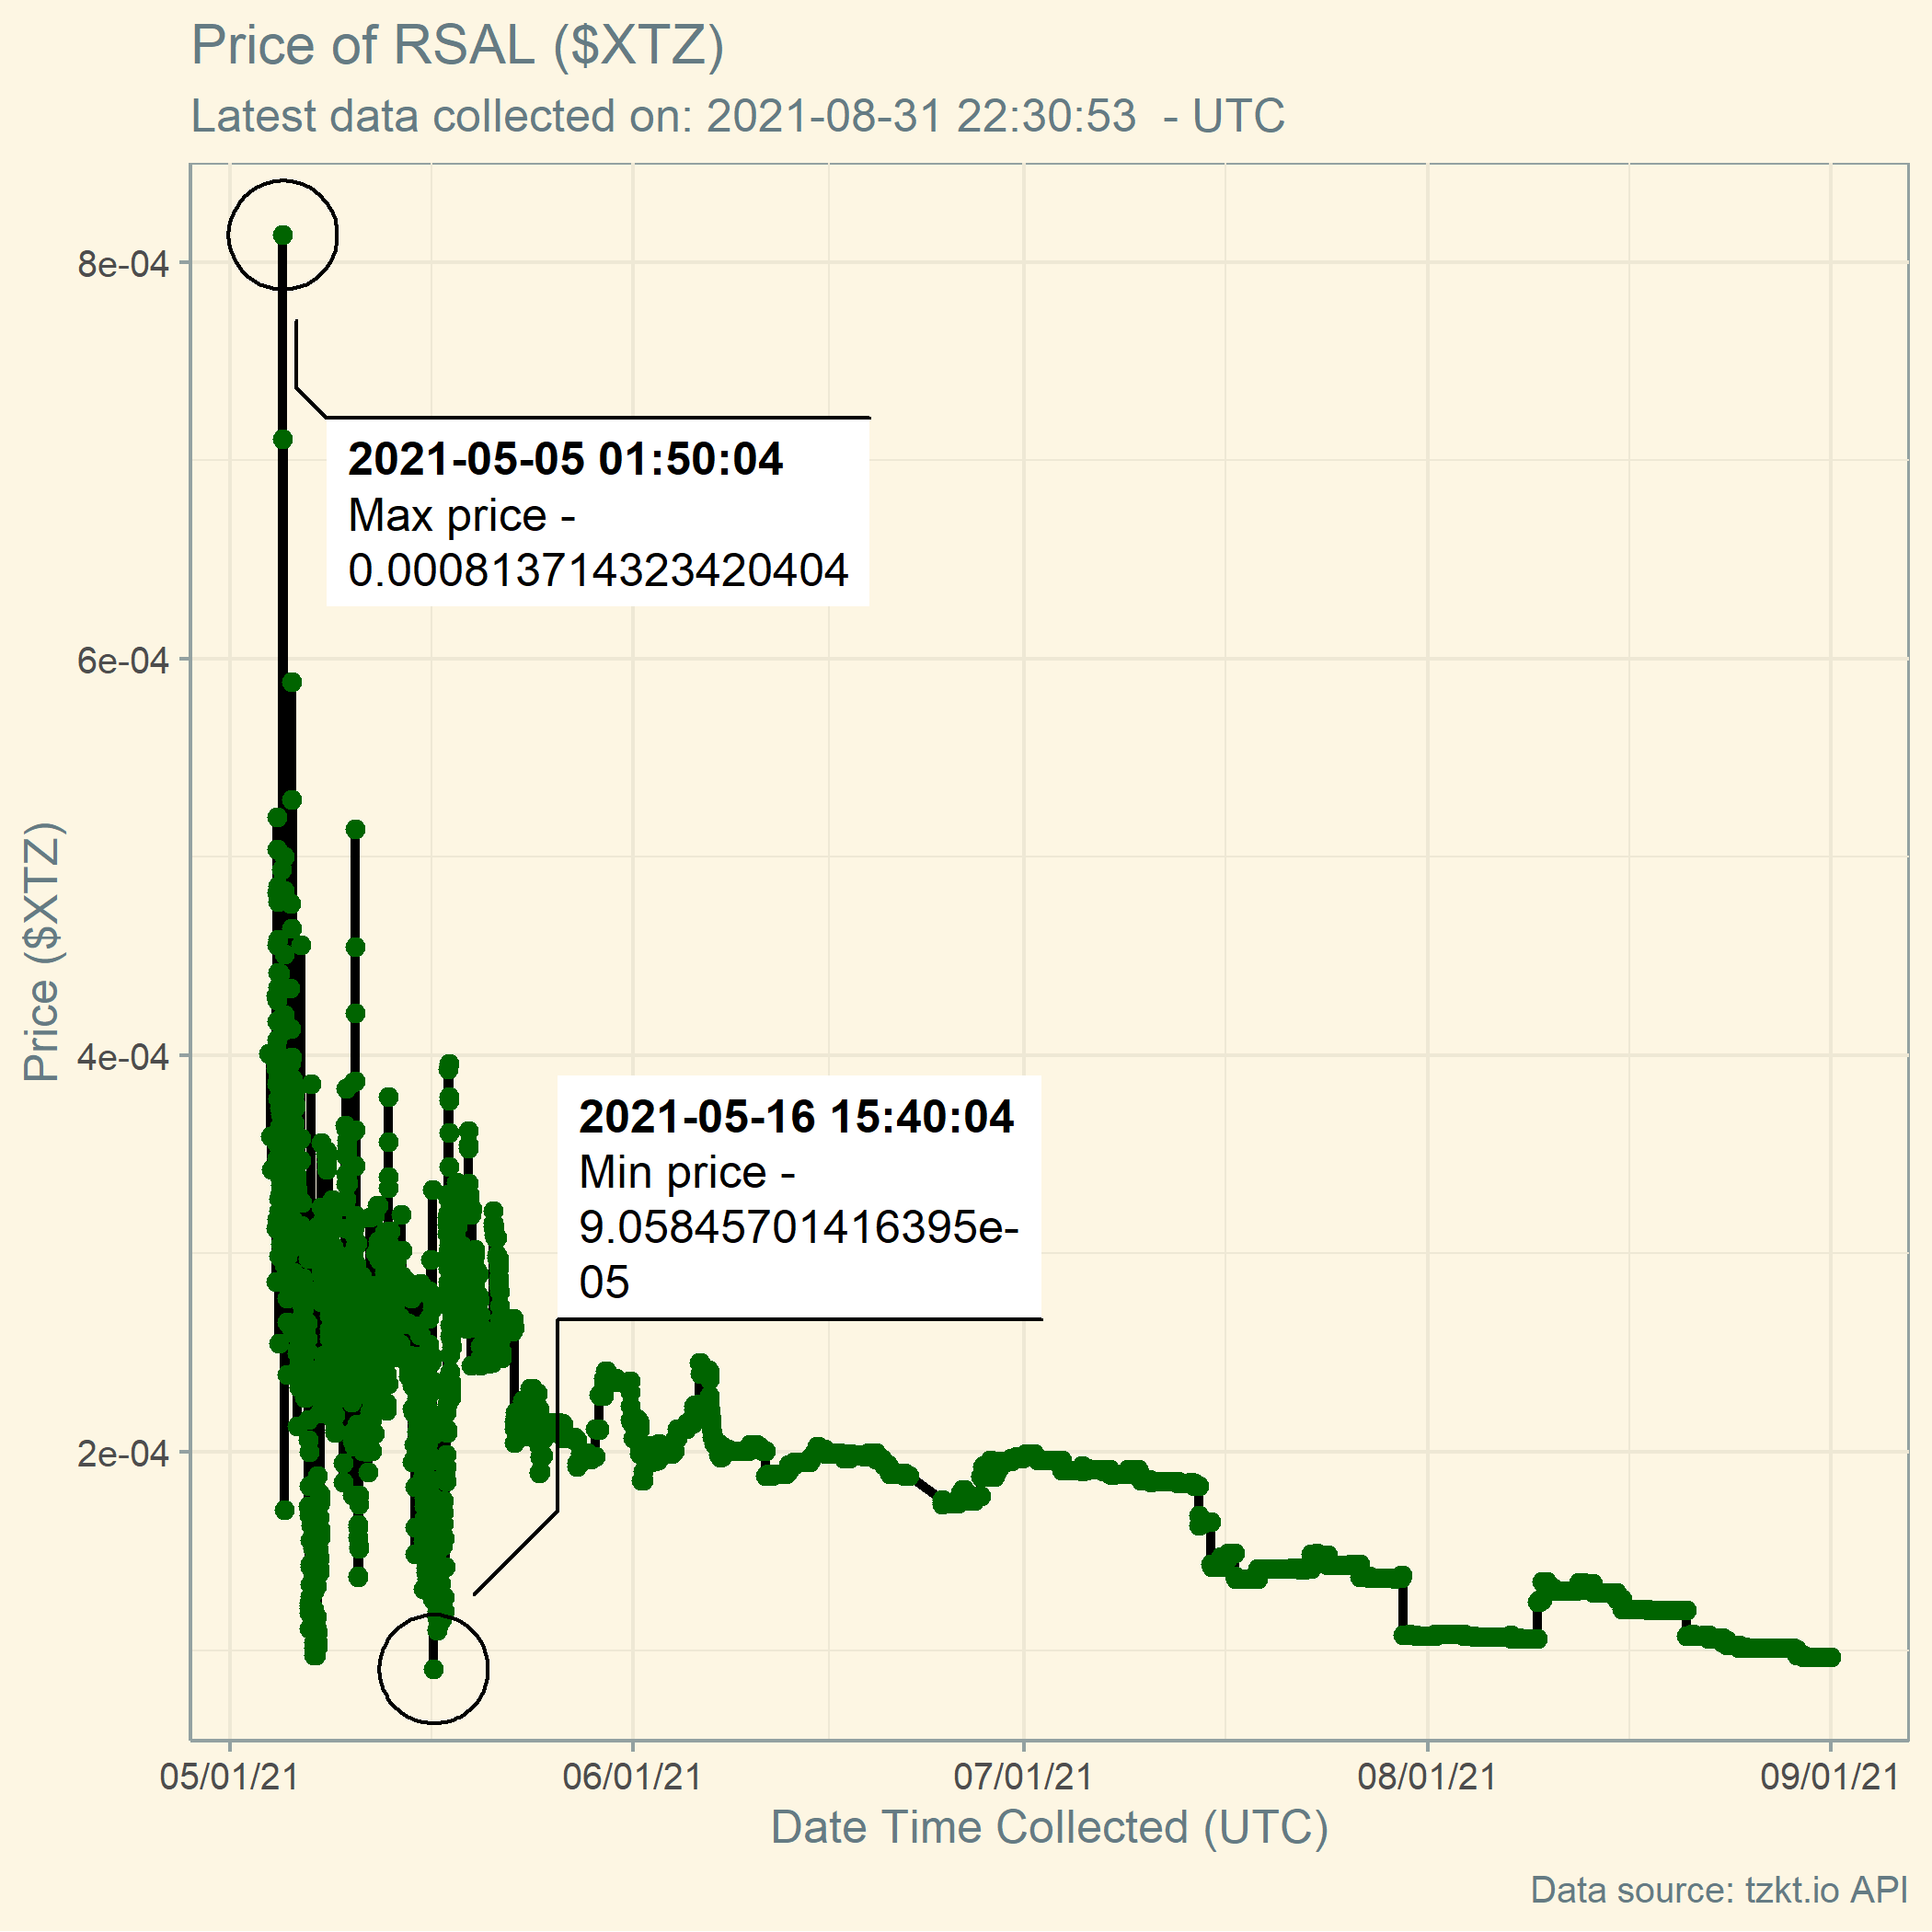 Price of RSAL ($XTZ)
Latest data collected on: 2021-08-31 22:30:53  - UTC
8e-04
6e-04
4e-04
2e-04
Price ($XTZ)
2021-05-05 01:50:04
Max price -
0.000813714323420404
2021-05-16 15:40:04
Min price -
9.05845701416395e-
05
05/01/21
06/01/21
07/01/21
08/01/21
09/01/21
Date Time Collected (UTC)
Data source: tzkt.io API